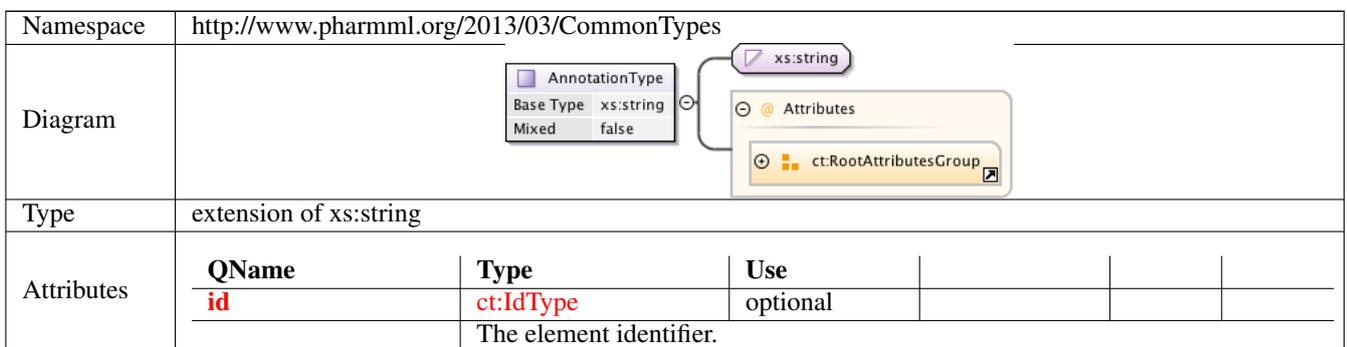 Namespace http://www.pharmml.org/2013/03/CommonTypes
Diagram
AnnotationType
Base Type xs:string
Mixed false
xs:string
@ Attributes
ct:RootAttributesGroup
Type extension of xs:string
Attributes
QName Type Use
id ct:IdType optional
The element identifier.